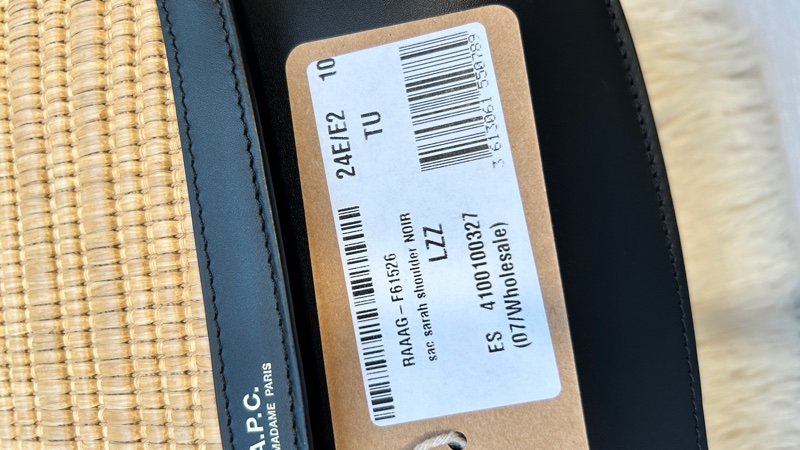 24E/E2 10
TU
RAAAG-F61526
sac sarah shoulder NOIR
LZZ
3 613061 550789
ES 4100100327
(07/Wholesale)
A.P.C.
MADAME PARIS